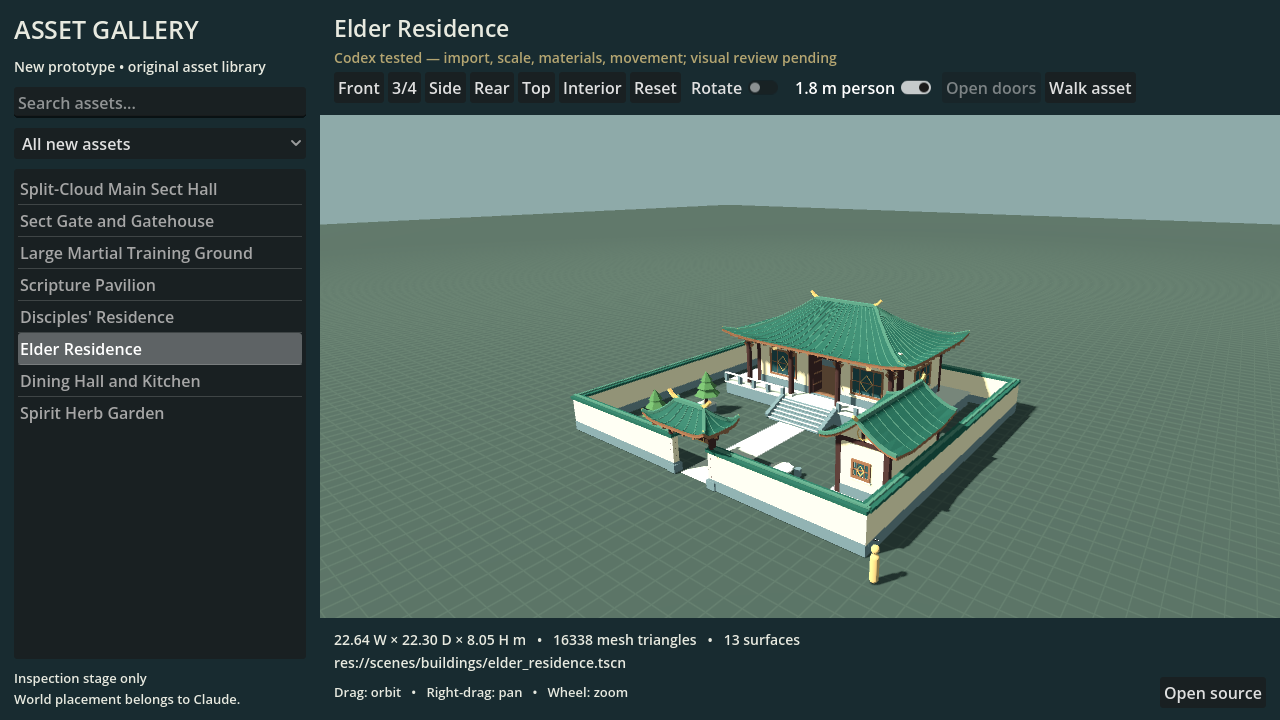 ASSET GALLERY
New prototype • original asset library
Search assets...
All new assets
Split-Cloud Main Sect Hall
Sect Gate and Gatehouse
Large Martial Training Ground
Scripture Pavilion
Disciples' Residence
Elder Residence
Dining Hall and Kitchen
Spirit Herb Garden
Inspection stage only
World placement belongs to Claude.
Elder Residence
Codex tested — import, scale, materials, movement; visual review pending
Front 3/4 Side Rear Top Interior Reset Rotate 1.8 m person Open doors Walk asset
22.64 W × 22.30 D × 8.05 H m • 16338 mesh triangles • 13 surfaces
res://scenes/buildings/elder_residence.tscn
Drag: orbit • Right-drag: pan • Wheel: zoom
Open source